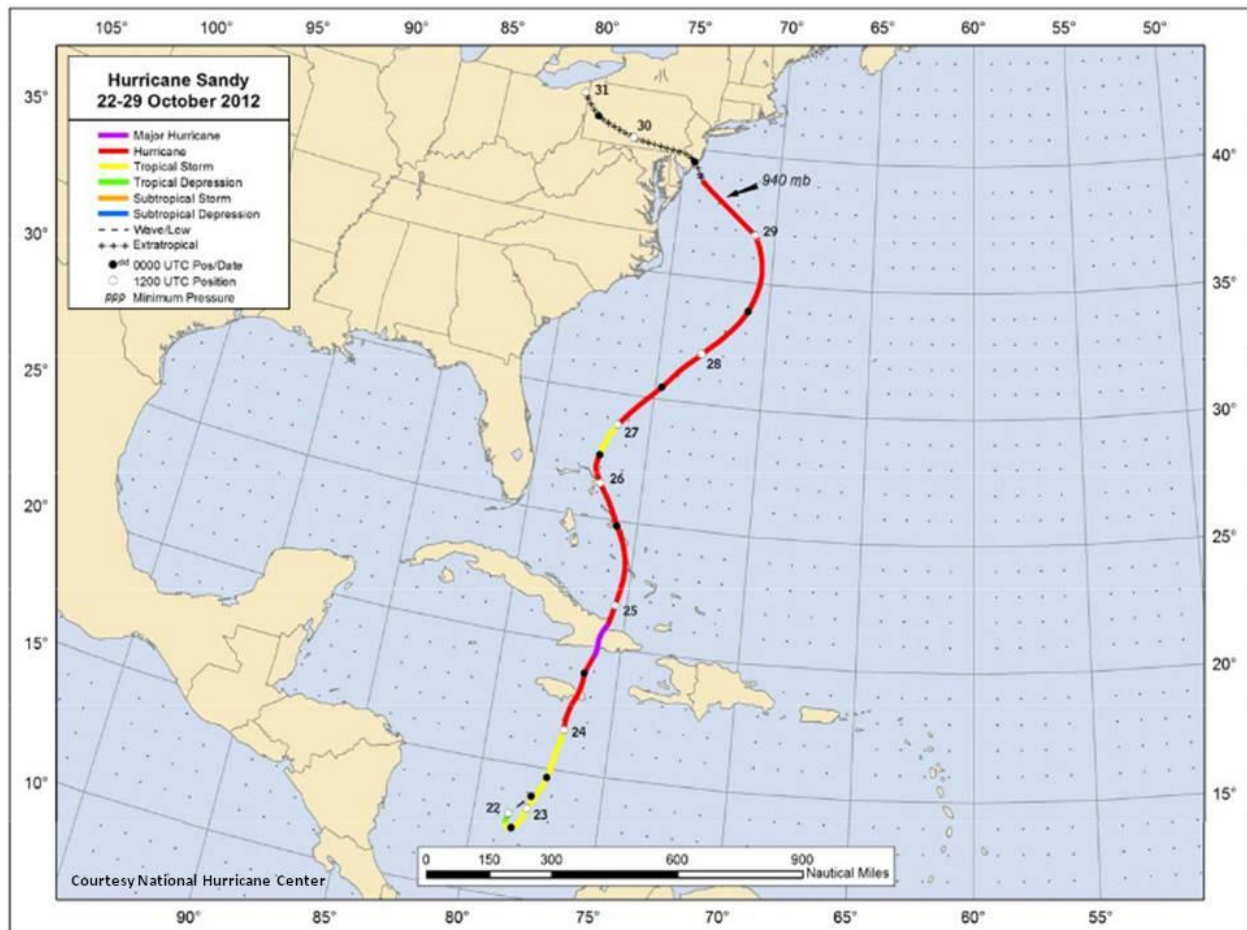 105° 100° 95° 90° 85° 80° 75° 70° 65° 60° 55° 50°
Hurricane Sandy
22-29 October 2012
Major Hurricane
Hurricane
Tropical Storm
Tropical Depression
Subtropical Storm
Subtropical Depression
Wave/Low
Extratropical
dd 0000 UTC Pos/Date
1200 UTC Position
PPP Minimum Pressure
35°
30°
25°
20°
15°
10°
31
30
940 mb
29
28
27
26
25
24
22
23
40°
35°
30°
25°
20°
15°
0 150 300 600 900
Nautical Miles
Courtesy National Hurricane Center
90° 85° 80° 75° 70° 65° 60° 55°